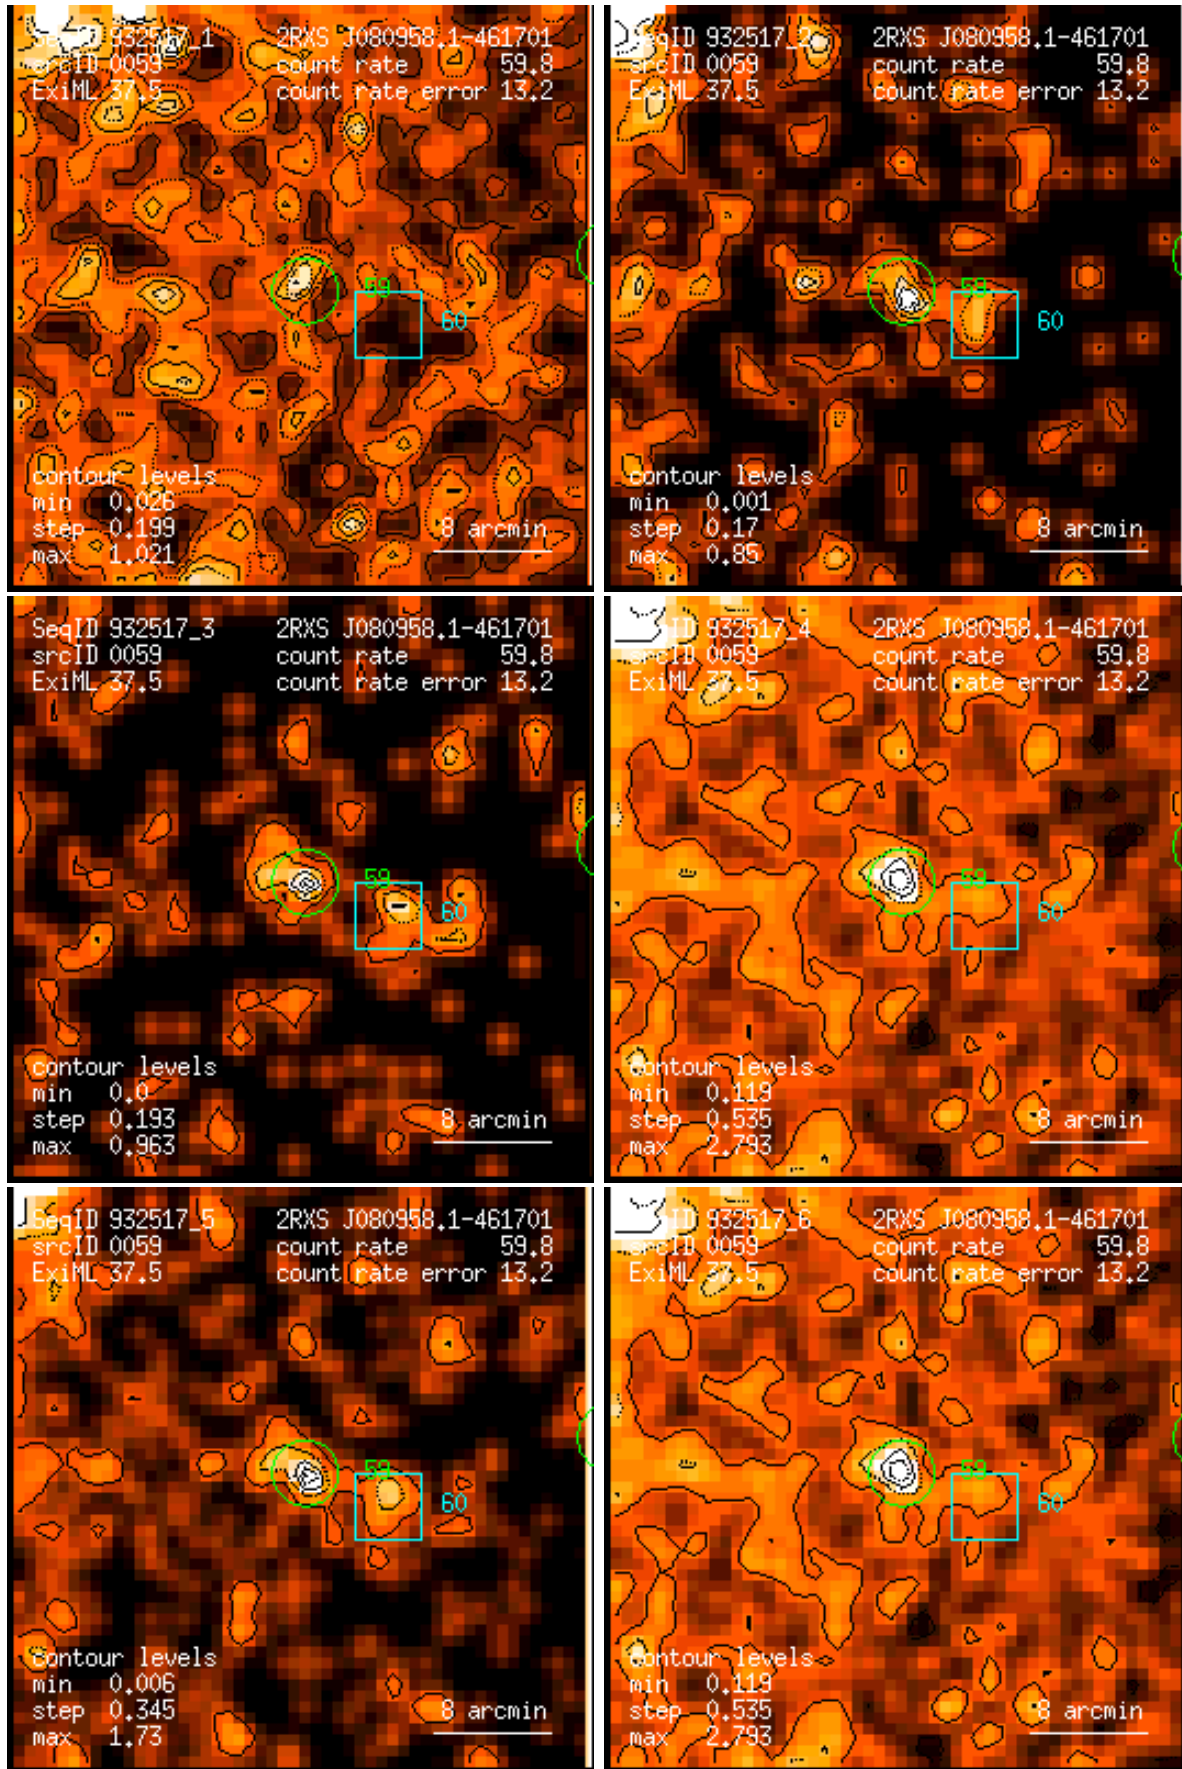 SeqID 932517_1 2RXS J080958.1-461701
srcID 0059 count rate 59.8
ExiML 37.5 count rate error 13.2
59
60
contour levels
min 0.026
step 0.199 8 arcmin
max 1.021
SeqID 932517_2 2RXS J080958.1-461701
srcID 0059 count rate 59.8
ExiML 37.5 count rate error 13.2
59
60
contour levels
min 0.001
step 0.17 8 arcmin
max 0.85
SeqID 932517_3 2RXS J080958.1-461701
srcID 0059 count rate 59.8
ExiML 37.5 count rate error 13.2
59
60
contour levels
min 0.0
step 0.193 8 arcmin
max 0.963
ID 932517_4 2RXS J080958.1-461701
srcID 0059 count rate 59.8
ExiML 37.5 count rate error 13.2
59
60
contour levels
min 0.119
step 0.535 8 arcmin
max 2.793
SeqID 932517_5 2RXS J080958.1-461701
srcID 0059 count rate 59.8
ExiML 37.5 count rate error 13.2
59
60
contour levels
min 0.006
step 0.345 8 arcmin
max 1.73
ID 932517_6 2RXS J080958.1-461701
srcID 0059 count rate 59.8
ExiML 37.5 count rate error 13.2
59
60
contour levels
min 0.119
step 0.535 8 arcmin
max 2.793